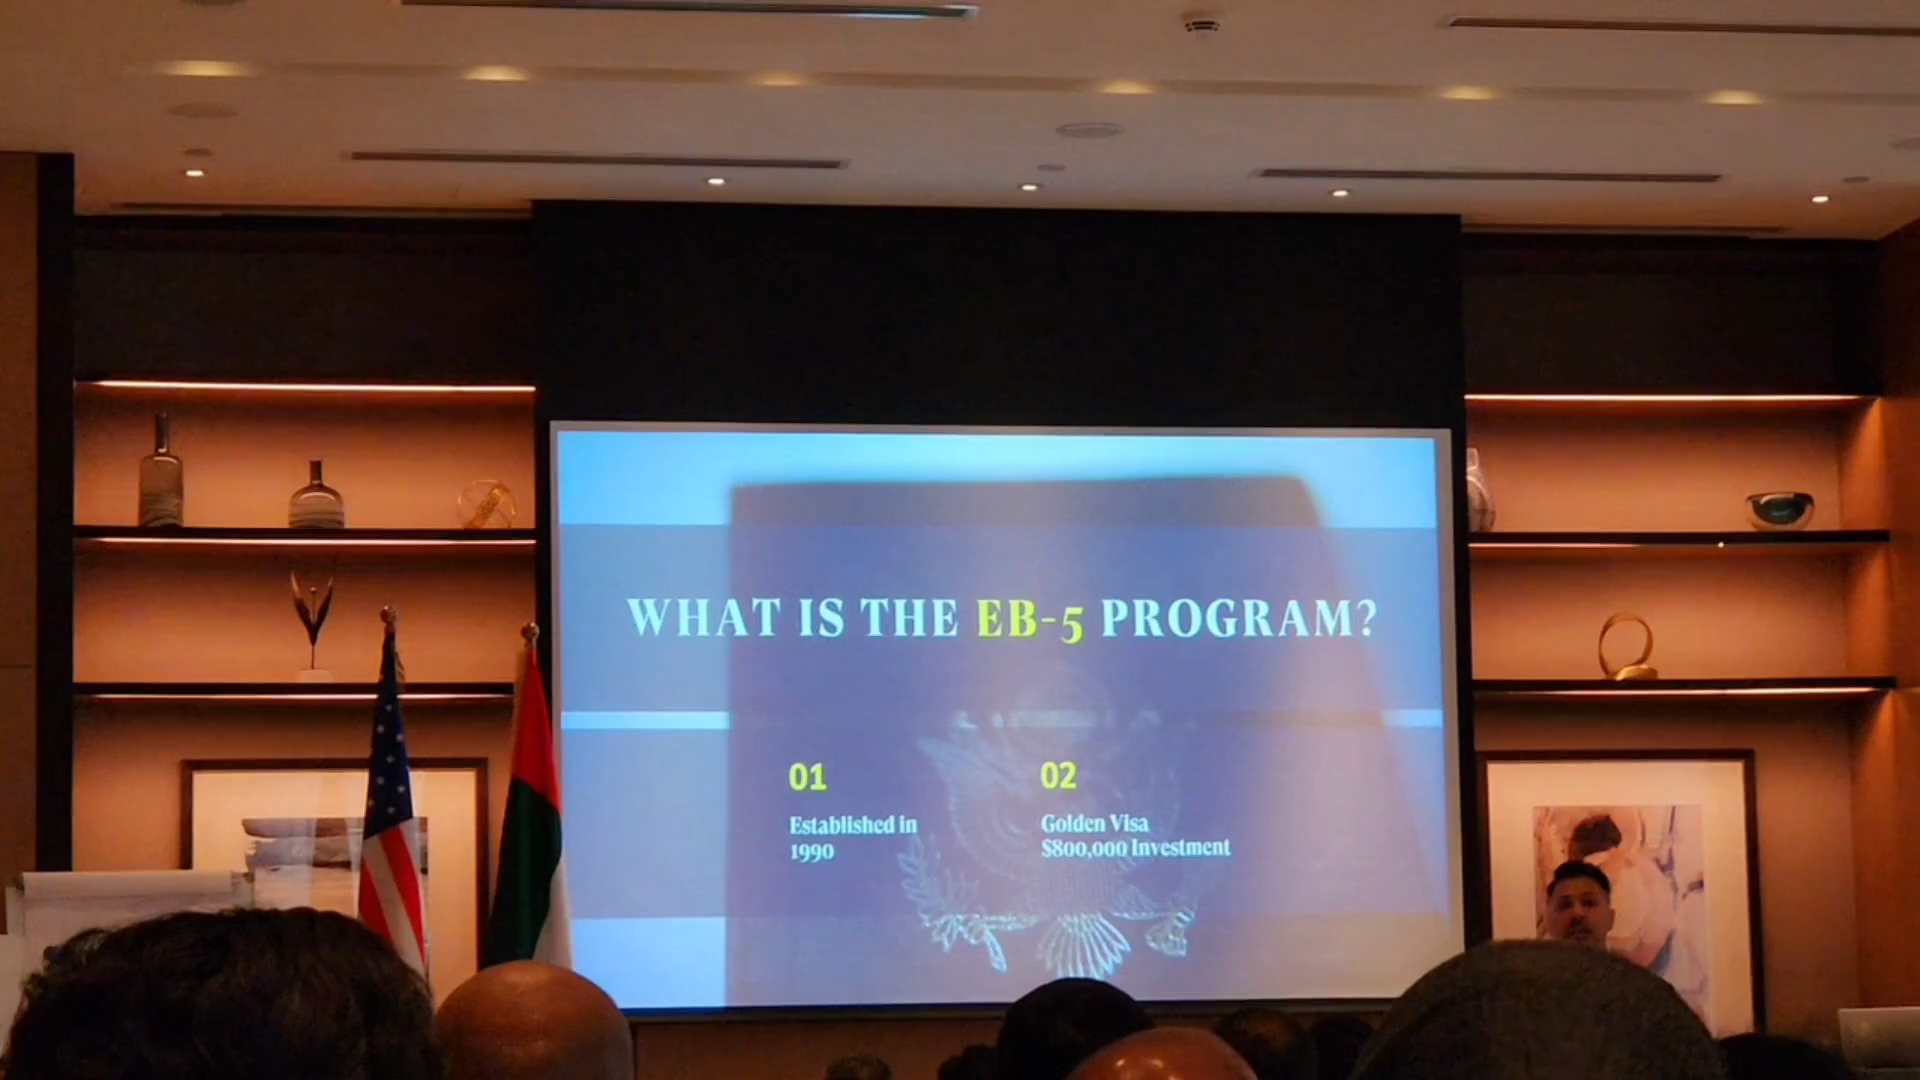 WHAT IS THE EB-5 PROGRAM?
01
Established in
1990
02
Golden Visa
$800,000 Investment